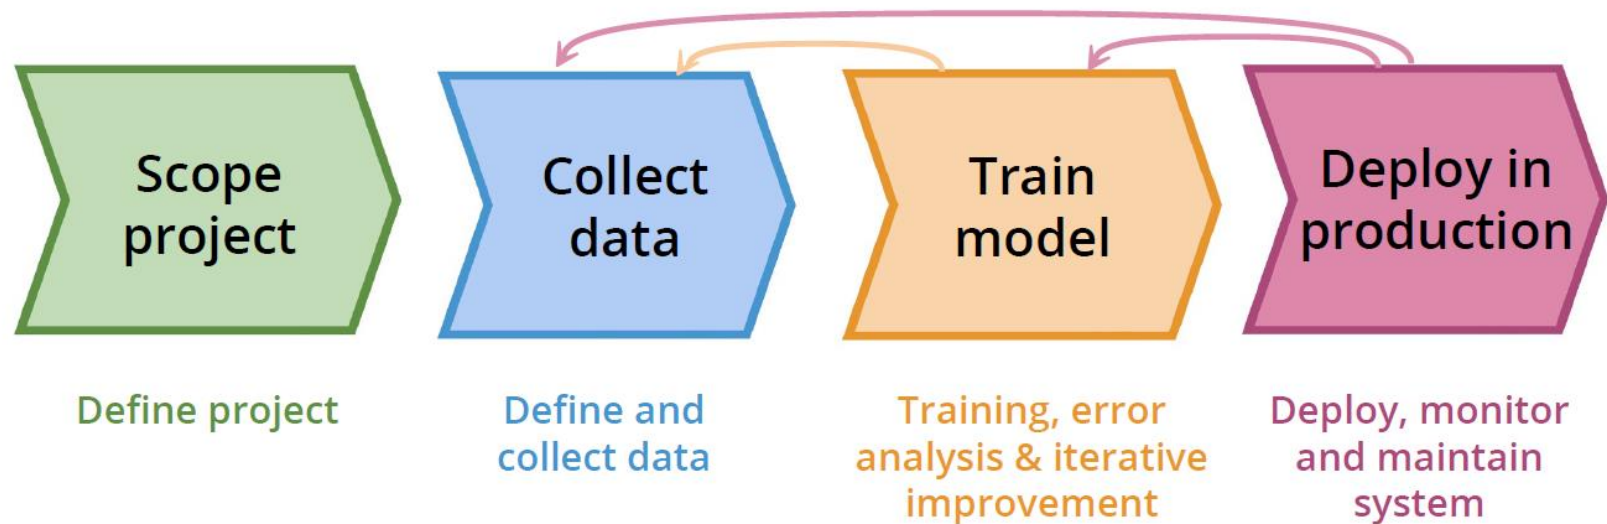 Scope
project
Collect
data
Train
model
Deploy in
production
Define project
Define and
collect data
Training, error
analysis & iterative
improvement
Deploy, monitor
and maintain
system